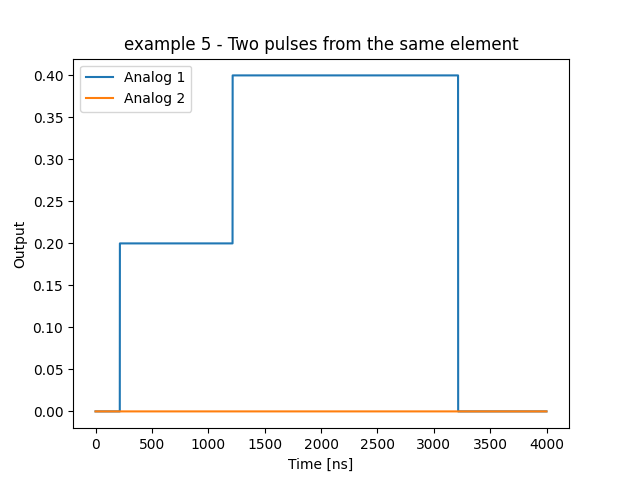 example 5 - Two pulses from the same element
Analog 1
Analog 2
0.40
0.35
0.30
0.25
0.20
0.15
0.10
0.05
0.00
Output
0 500 1000 1500 2000 2500 3000 3500 4000
Time [ns]